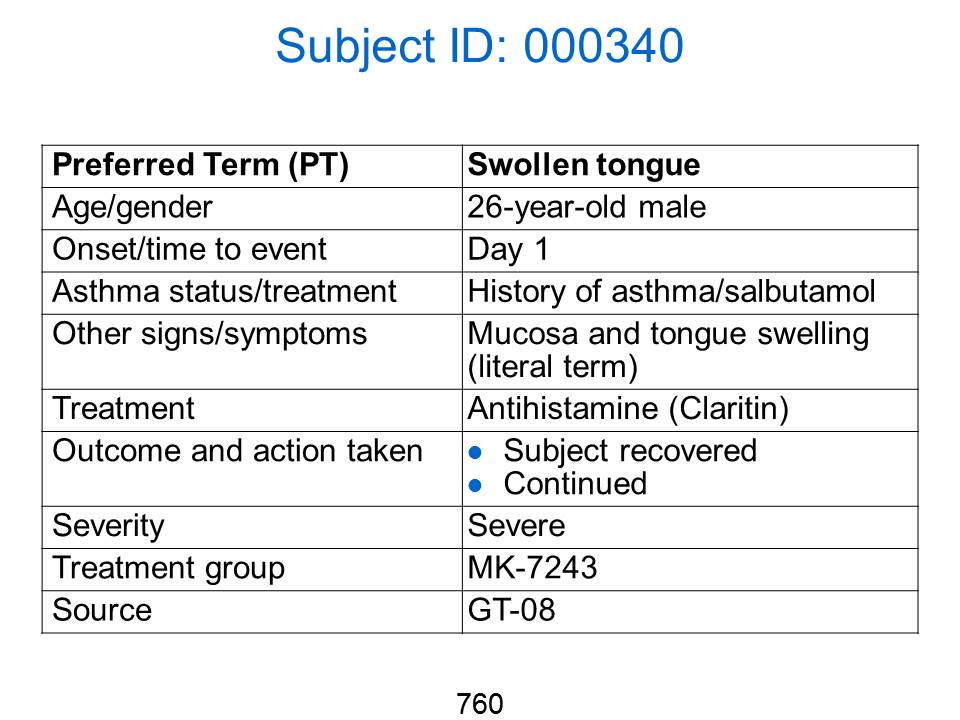 Subject ID: 000340
Preferred Term (PT) Swollen tongue
Age/gender 26-year-old male
Onset/time to event Day 1
Asthma status/treatment History of asthma/salbutamol
Other signs/symptoms Mucosa and tongue swelling
(literal term)
Treatment Antihistamine (Claritin)
Outcome and action taken ● Subject recovered
● Continued
Severity Severe
Treatment group MK-7243
Source GT-08
760